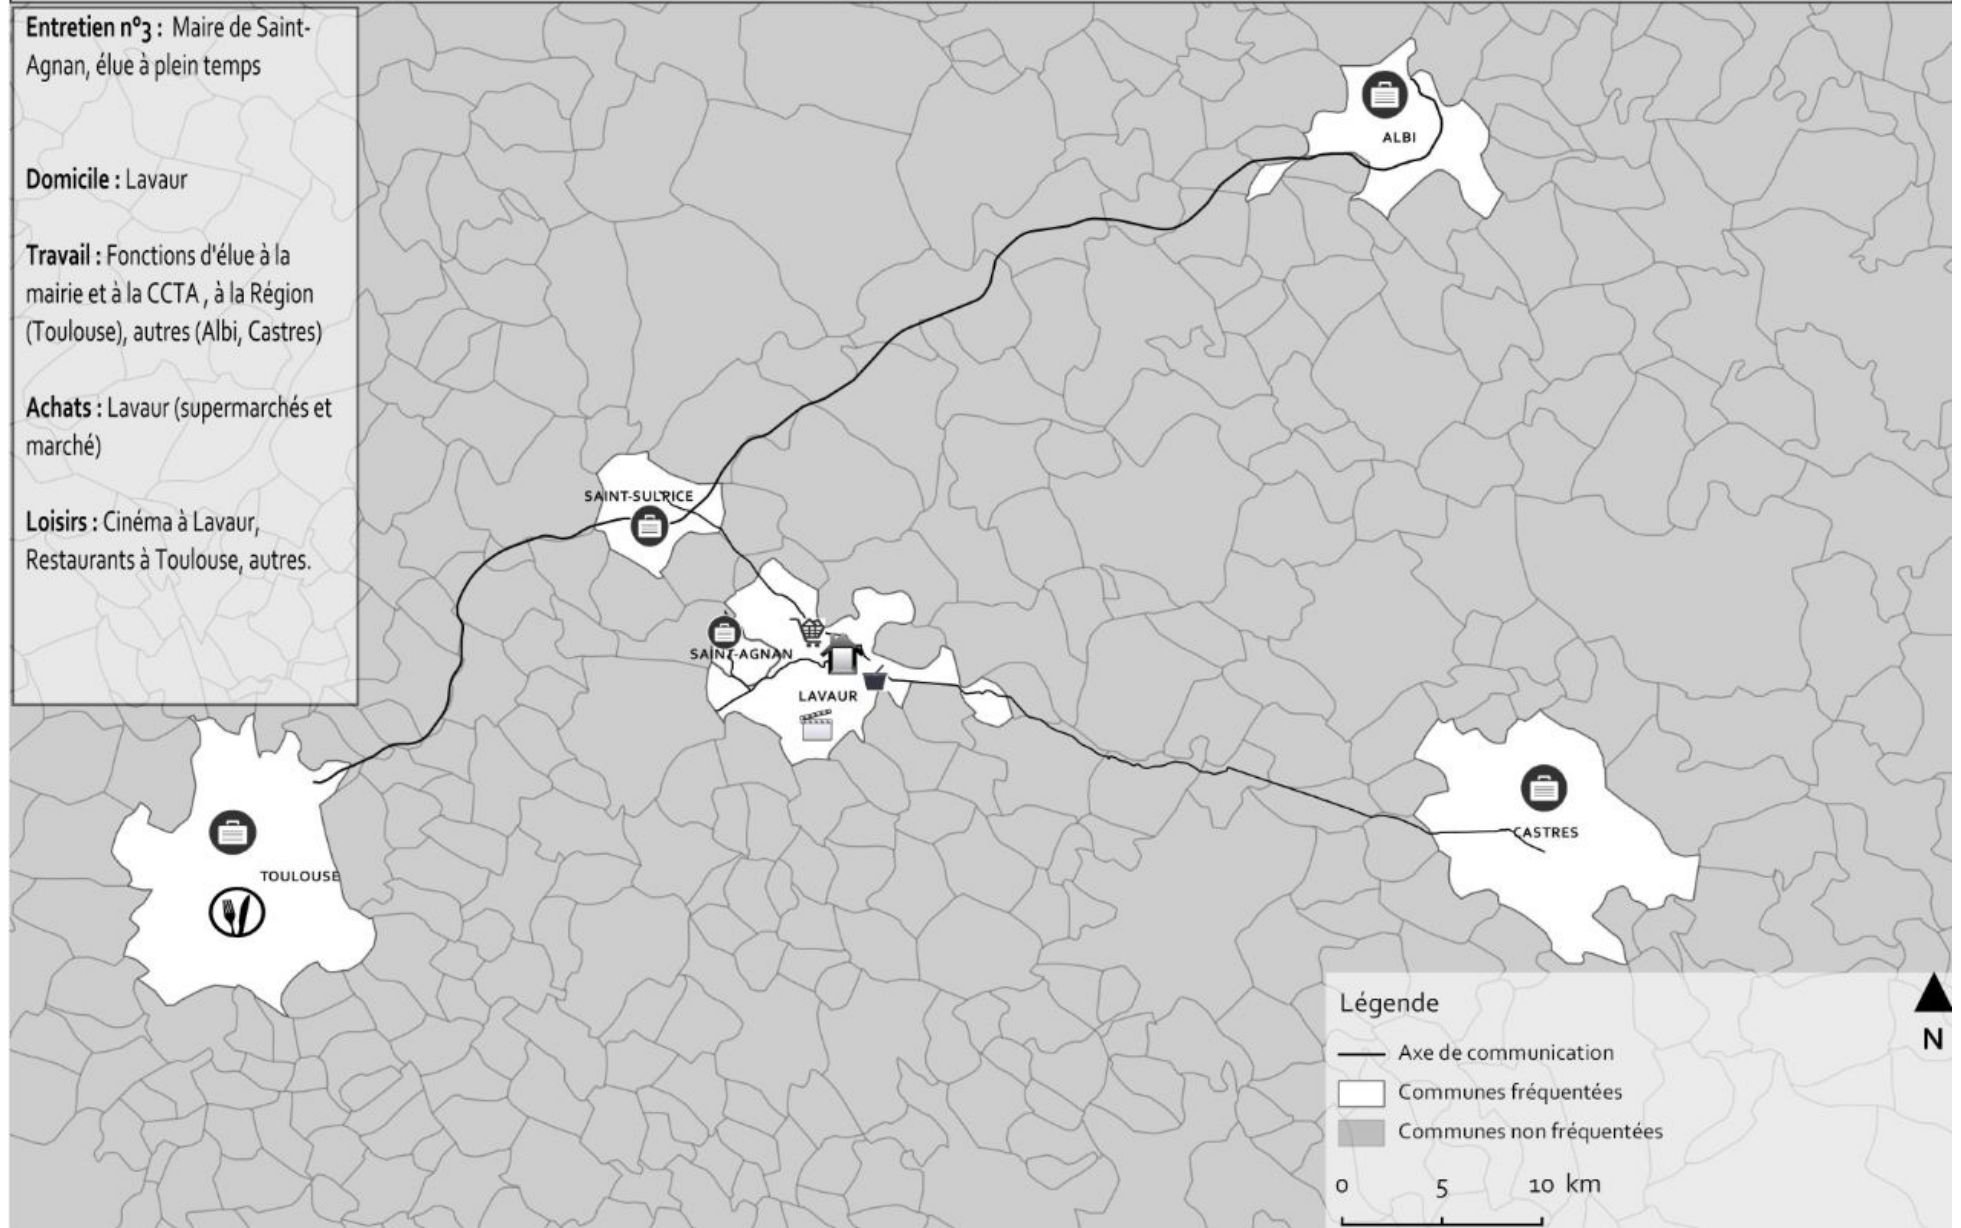 Entretien n°3 : Maire de Saint-
Agnan, élue à plein temps
Domicile : Lavaur
Travail : Fonctions d'élue à la
mairie et à la CCTA , à la Région
(Toulouse), autres (Albi, Castres)
Achats : Lavaur (supermarchés et
marché)
Loisirs : Cinéma à Lavaur,
Restaurants à Toulouse, autres.
ALBI
SAINT-SULPICE
SAINT-AGNAN
LAVAUR
CASTRES
TOULOUSE
Légende
Axe de communication
Communes fréquentées
Communes non fréquentées
0 5 10 km
N